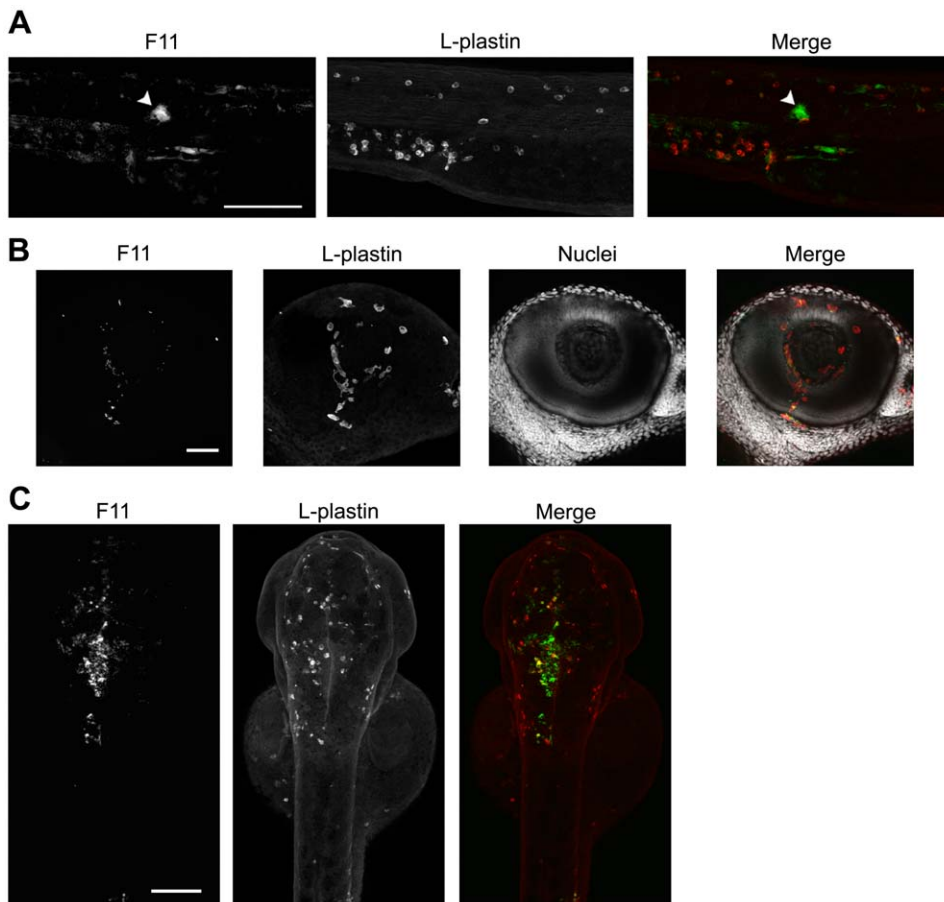 A
F11 L-plastin Merge
B
F11 L-plastin Nuclei Merge
C
F11 L-plastin Merge